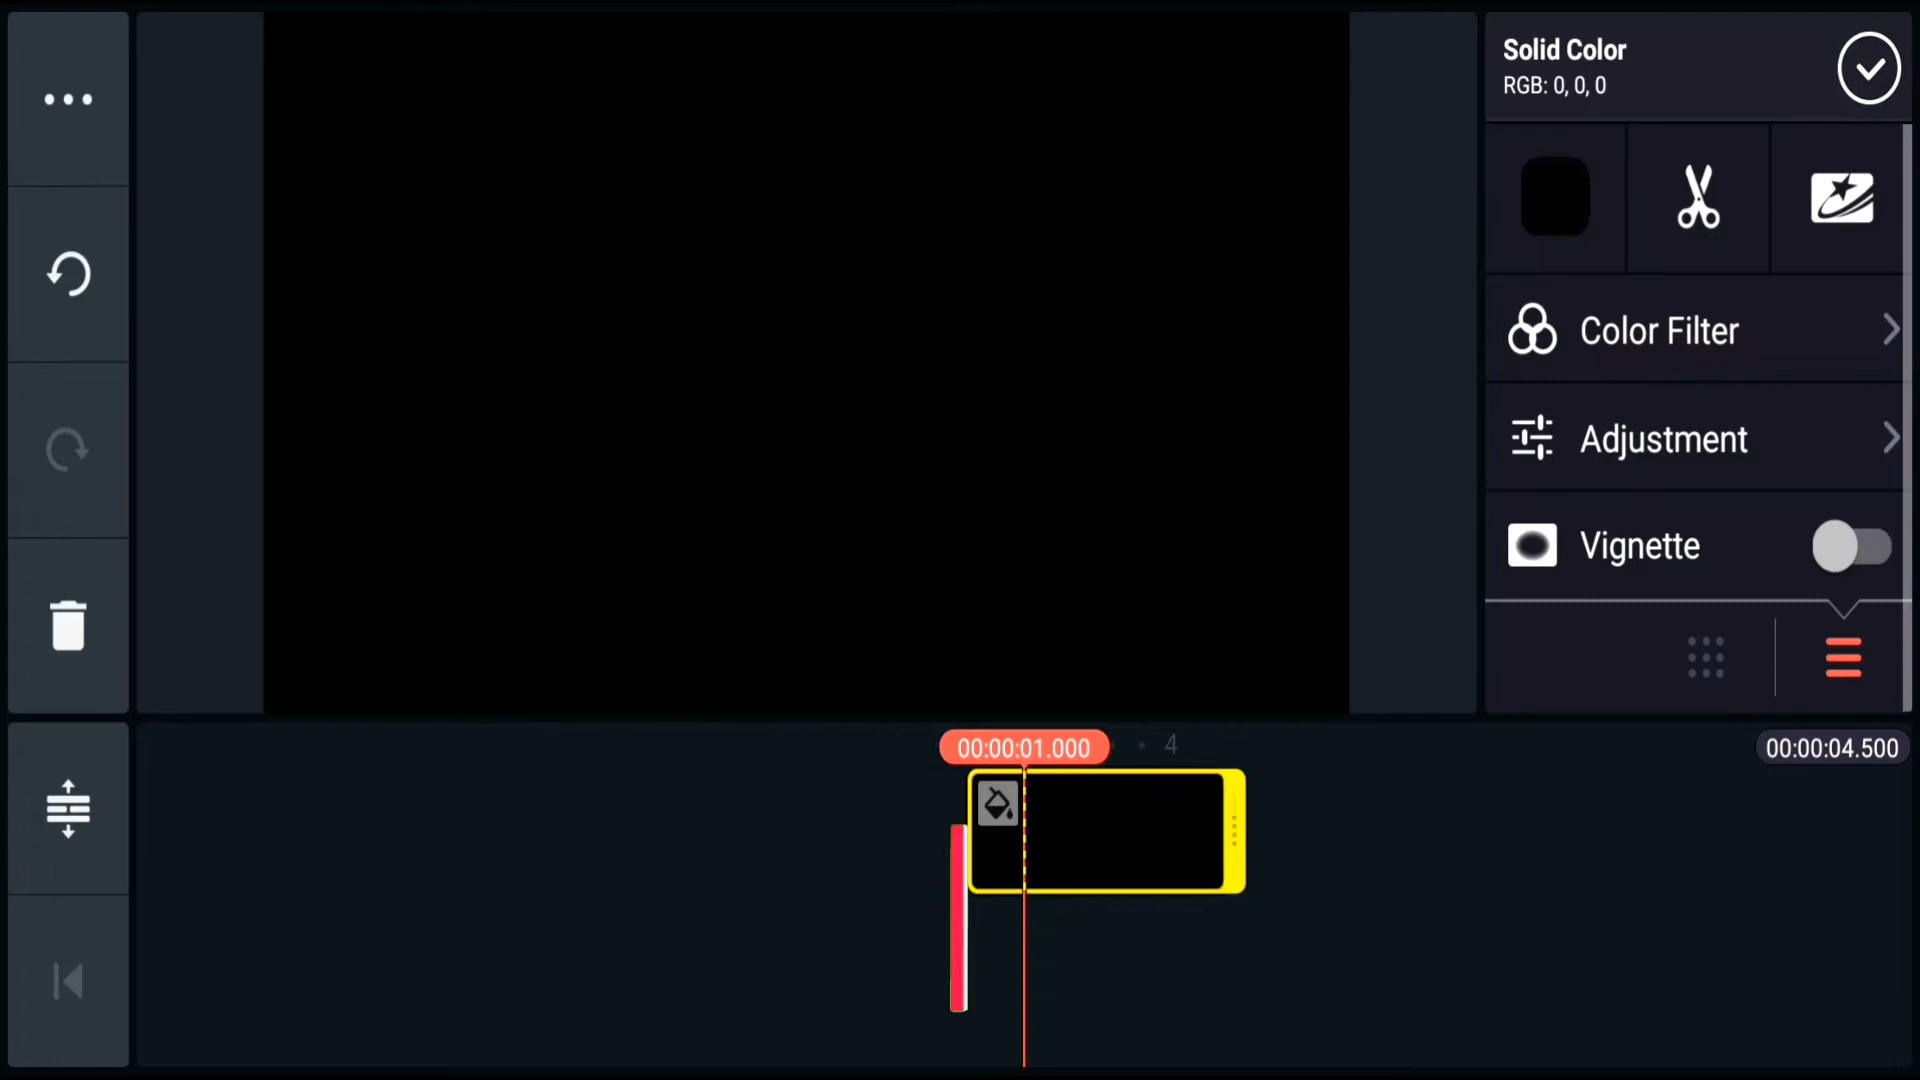 Solid Color
RGB: 0, 0, 0
Color Filter
Adjustment
Vignette
00:00:01.000
4
00:00:04.500